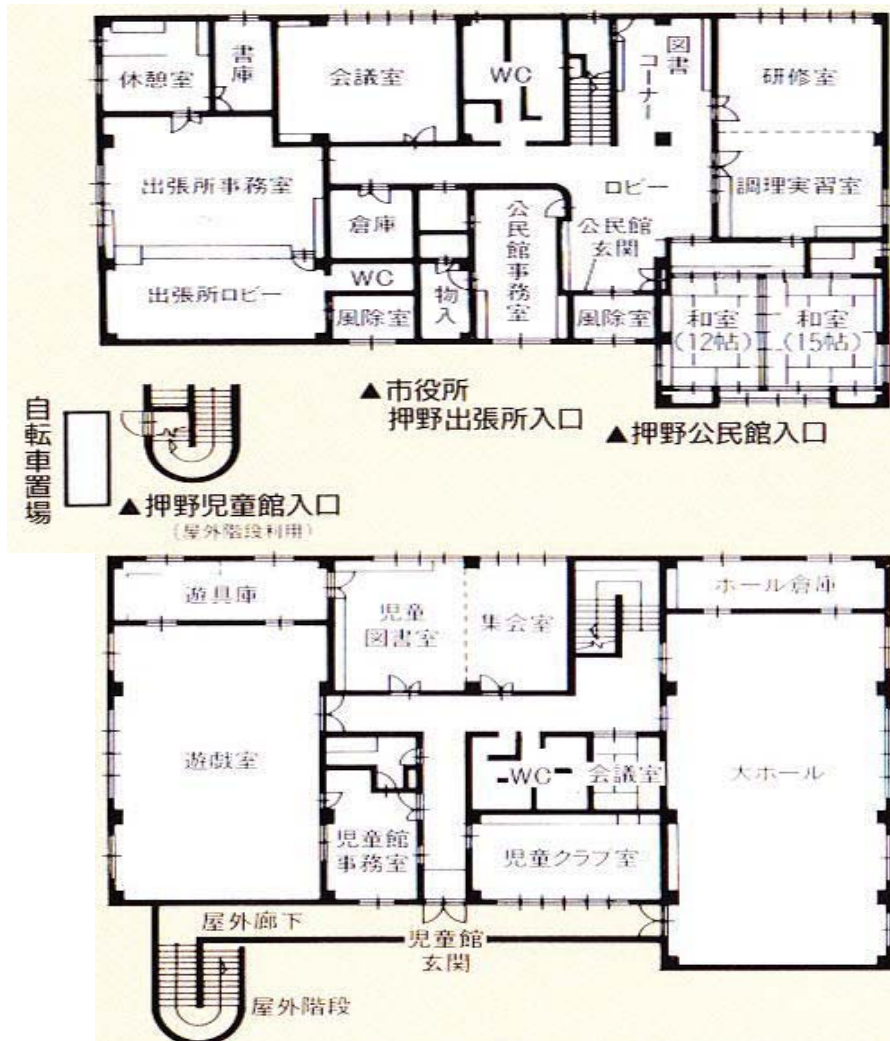 休憩室
書庫
会議室
WC
図書
コーナー
研修室
出張所事務室
倉庫
公民館事務室
ロビー
調理実習室
公民館
玄関
出張所ロビー
WC
物入
風除室
風除室
和室
(12帖)
和室
(15帖)
自転車置場
▲市役所
押野出張所入口
▲押野公民館入口
▲押野児童館入口
(屋外階段利用)
遊具庫
児童
図書室
集会室
ホール倉庫
遊戯室
WC
会議室
大ホール
児童館
事務室
児童クラブ室
屋外廊下
児童館
玄関
屋外階段